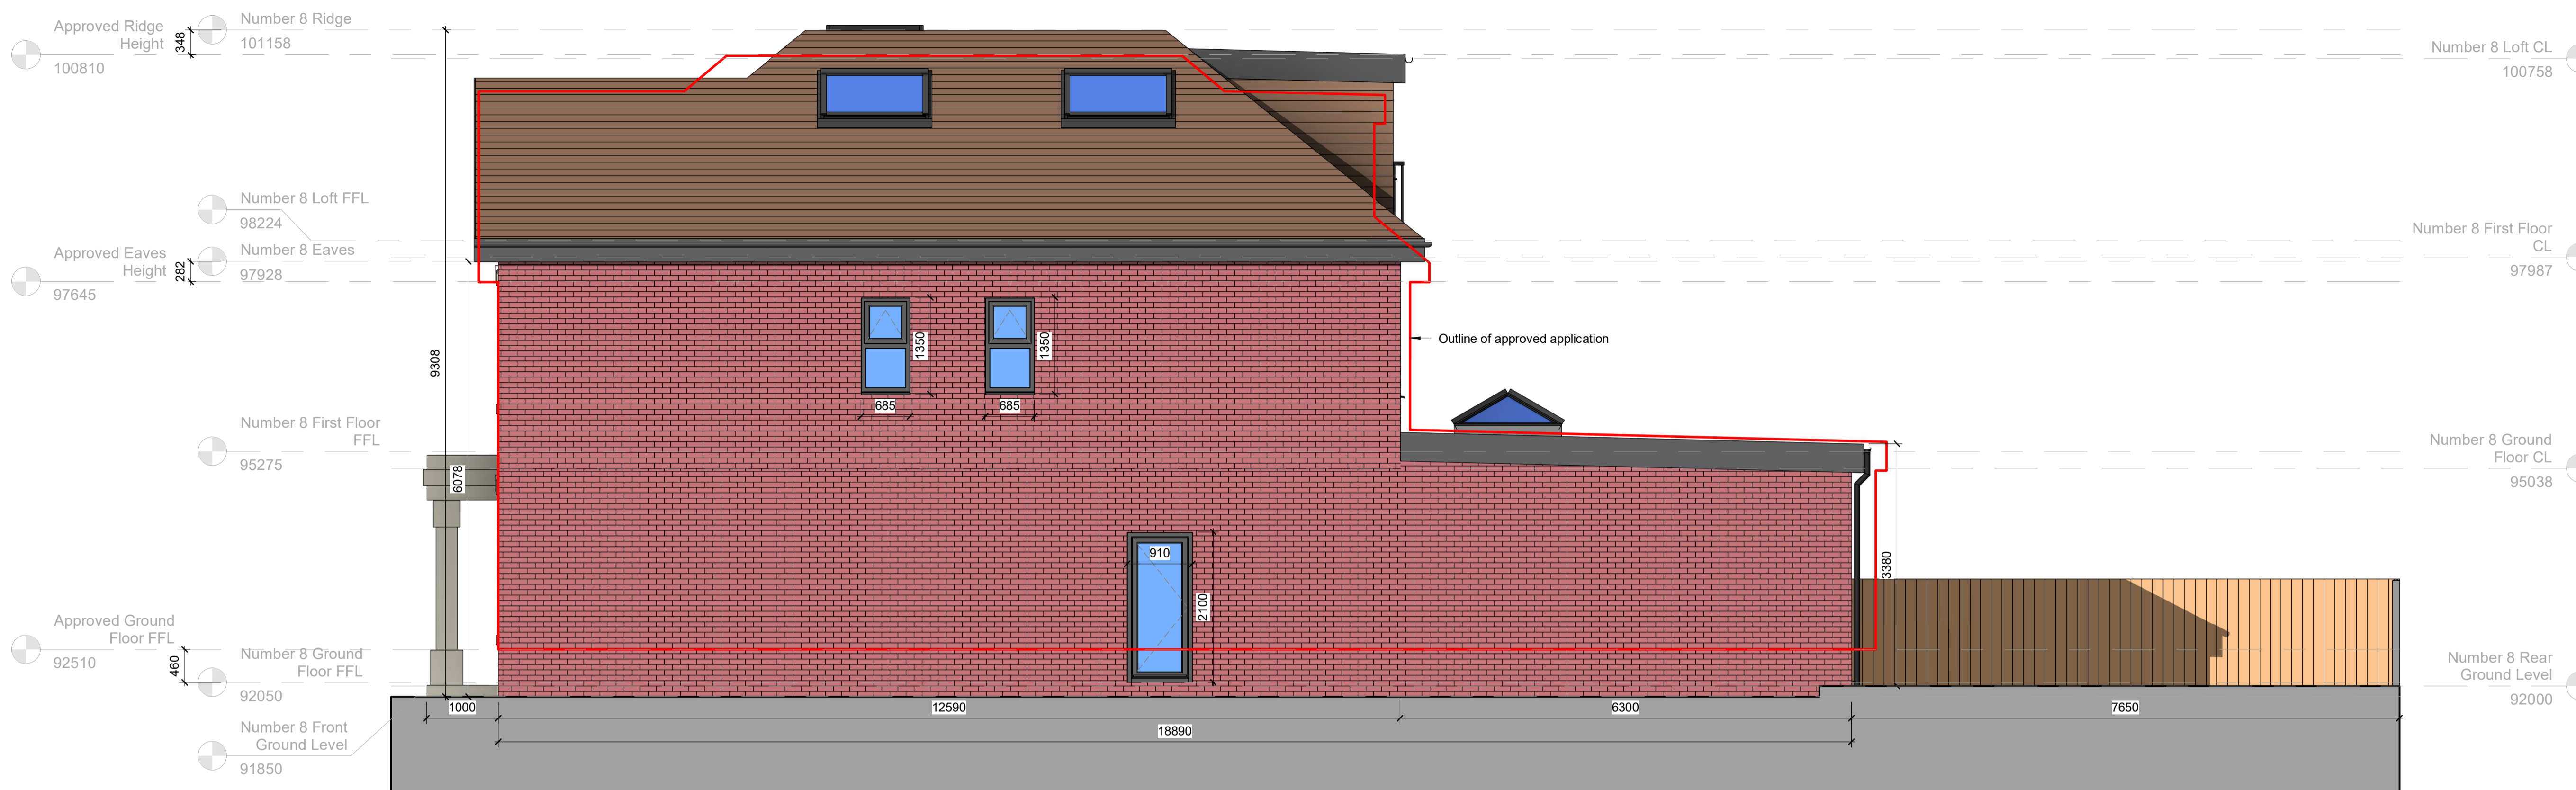 Approved Ridge
Height
100810
348
Number 8 Ridge
101158
Number 8 Loft CL
100758
Number 8 Loft FFL
98224
Approved Eaves
Height
97645
282
Number 8 Eaves
97928
Number 8 First Floor
CL
97987
9308
1350
1350
685
685
Outline of approved application
Number 8 First Floor
FFL
95275
6078
Number 8 Ground
Floor CL
95038
3380
910
2100
Approved Ground
Floor FFL
92510
460
Number 8 Ground
Floor FFL
92050
Number 8 Rear
Ground Level
92000
Number 8 Front
Ground Level
91850
1000
12590
6300
7650
18890